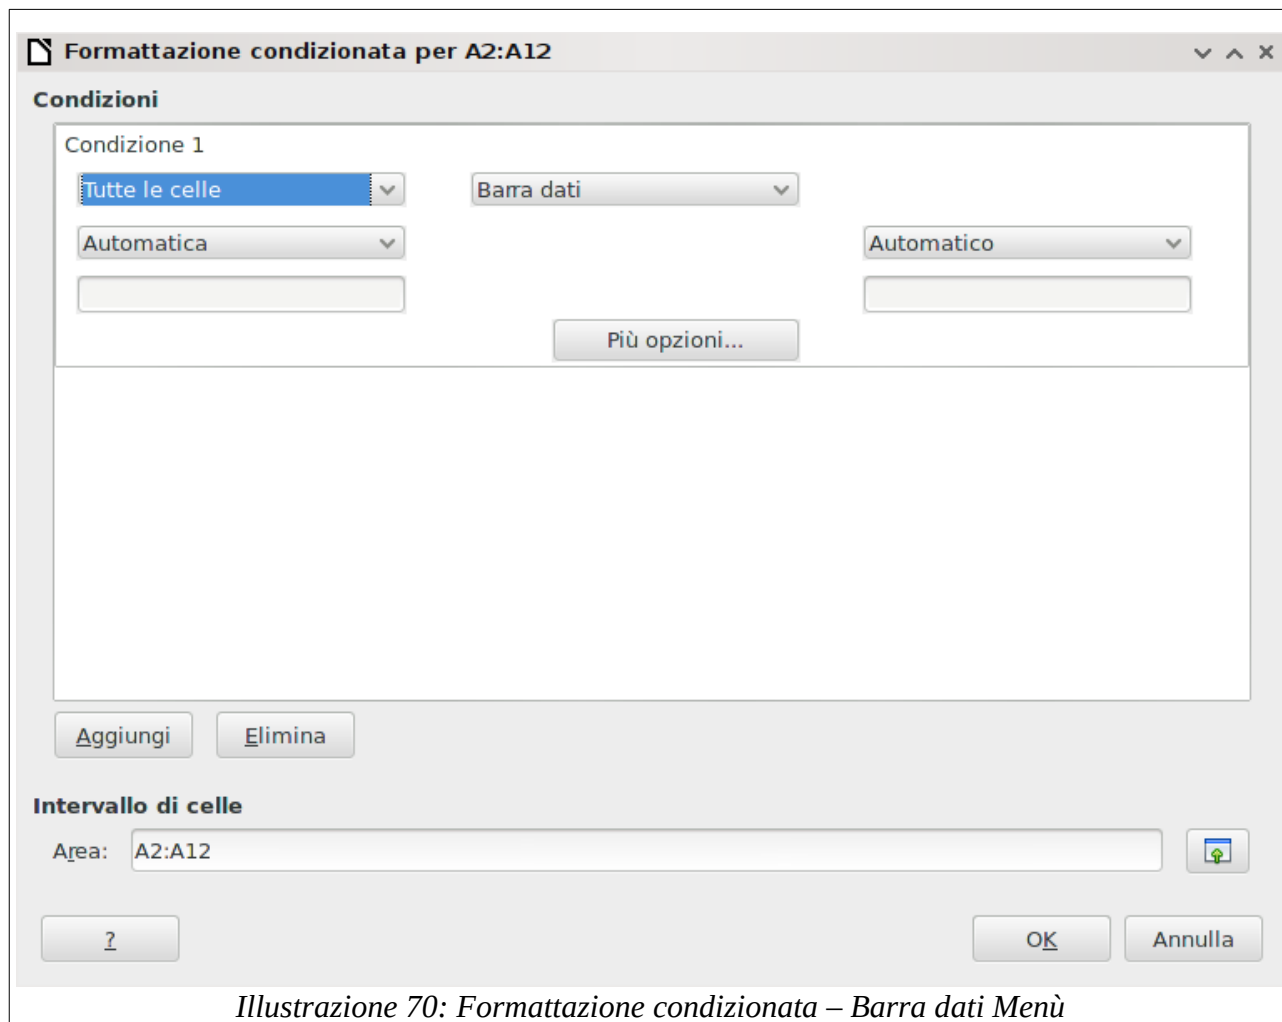 Formattazione condizionata per A2:A12
Condizioni
Condizione 1
Tutte le celle Barra dati
Automatica Automatico
Più opzioni...
Aggiungi Elimina
Intervallo di celle
Area: A2:A12
? OK Annulla
Illustrazione 70: Formattazione condizionata – Barra dati Menù